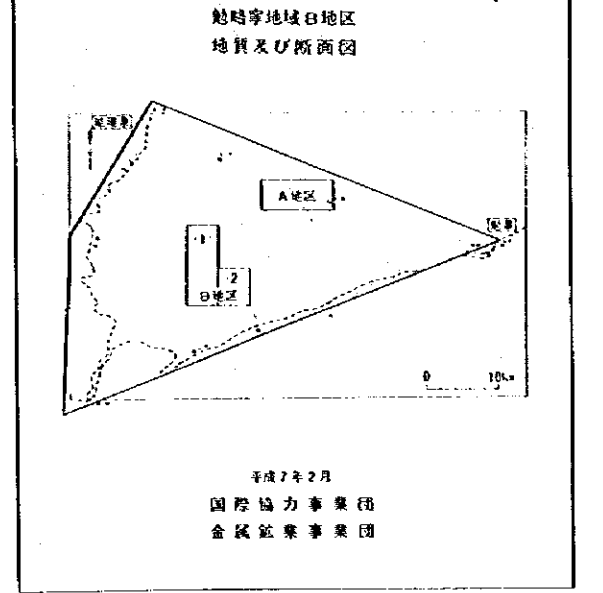 勉略寧地域B地区
地質及び断面図
A地区
1
2
B地区
0 10km
平成7年2月
国際協力事業団
金属鉱業事業団